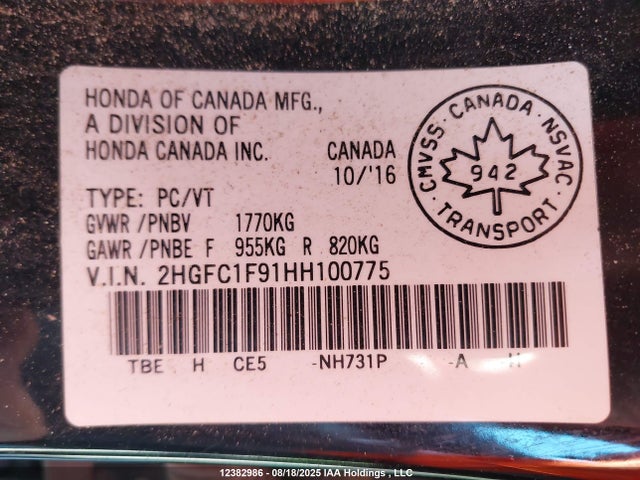 HONDA OF CANADA MFG.,
A DIVISION OF
HONDA CANADA INC. CANADA
10/'16
TYPE: PC/VT
GVWR /PNBV 1770KG
GAWR /PNBE F 955KG R 820KG
V.I.N. 2HGFC1F91HH100775
TBE H CE5 -NH731P -A H
CMVSS · CANADA · NSVAC
942
· TRANSPORT ·
12382986 - 08/18/2025 IAA Holdings , LLC